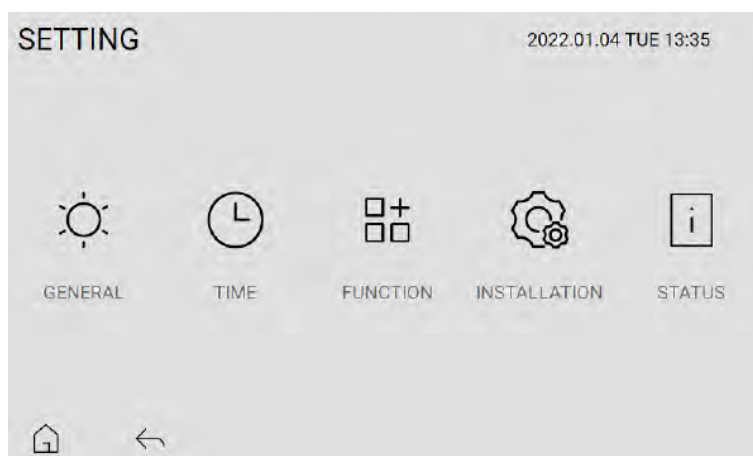 SETTING
2022.01.04 TUE 13:35
i
GENERAL
TIME
FUNCTION
INSTALLATION
STATUS